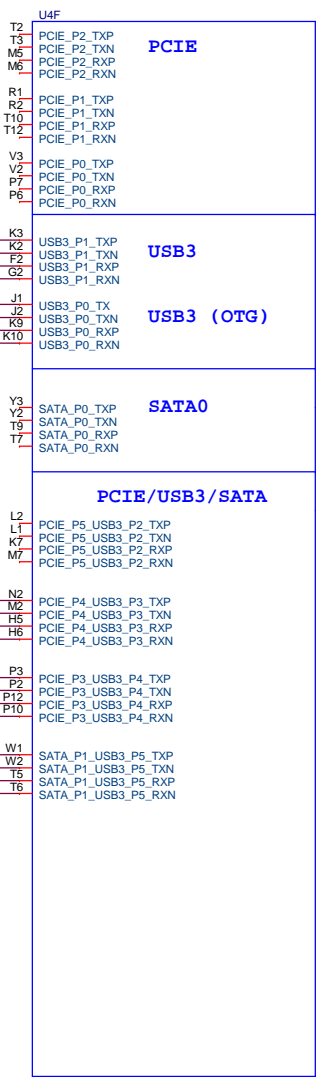 U4F
T2 PCIE_P2_TXP
T3 PCIE_P2_TXN
M5 PCIE_P2_RXP
M6 PCIE_P2_RXN
PCIE
R1 PCIE_P1_TXP
R2 PCIE_P1_TXN
T10 PCIE_P1_RXP
T12 PCIE_P1_RXN
V3 PCIE_P0_TXP
V2 PCIE_P0_TXN
P7 PCIE_P0_RXP
P6 PCIE_P0_RXN
K3 USB3_P1_TXP
K2 USB3_P1_TXN
F2 USB3_P1_RXP
G2 USB3_P1_RXN
USB3
J1 USB3_P0_TX
J2 USB3_P0_TXN
K9 USB3_P0_RXP
K10 USB3_P0_RXN
USB3 (OTG)
Y3 SATA_P0_TXP
Y2 SATA_P0_TXN
T9 SATA_P0_RXP
T7 SATA_P0_RXN
SATA0
PCIE/USB3/SATA
L2 PCIE_P5_USB3_P2_TXP
L1 PCIE_P5_USB3_P2_TXN
K7 PCIE_P5_USB3_P2_RXP
M7 PCIE_P5_USB3_P2_RXN
N2 PCIE_P4_USB3_P3_TXP
M2 PCIE_P4_USB3_P3_TXN
H5 PCIE_P4_USB3_P3_RXP
H6 PCIE_P4_USB3_P3_RXN
P3 PCIE_P3_USB3_P4_TXP
P2 PCIE_P3_USB3_P4_TXN
P12 PCIE_P3_USB3_P4_RXP
P10 PCIE_P3_USB3_P4_RXN
W1 SATA_P1_USB3_P5_TXP
W2 SATA_P1_USB3_P5_TXN
T5 SATA_P1_USB3_P5_RXP
T6 SATA_P1_USB3_P5_RXN